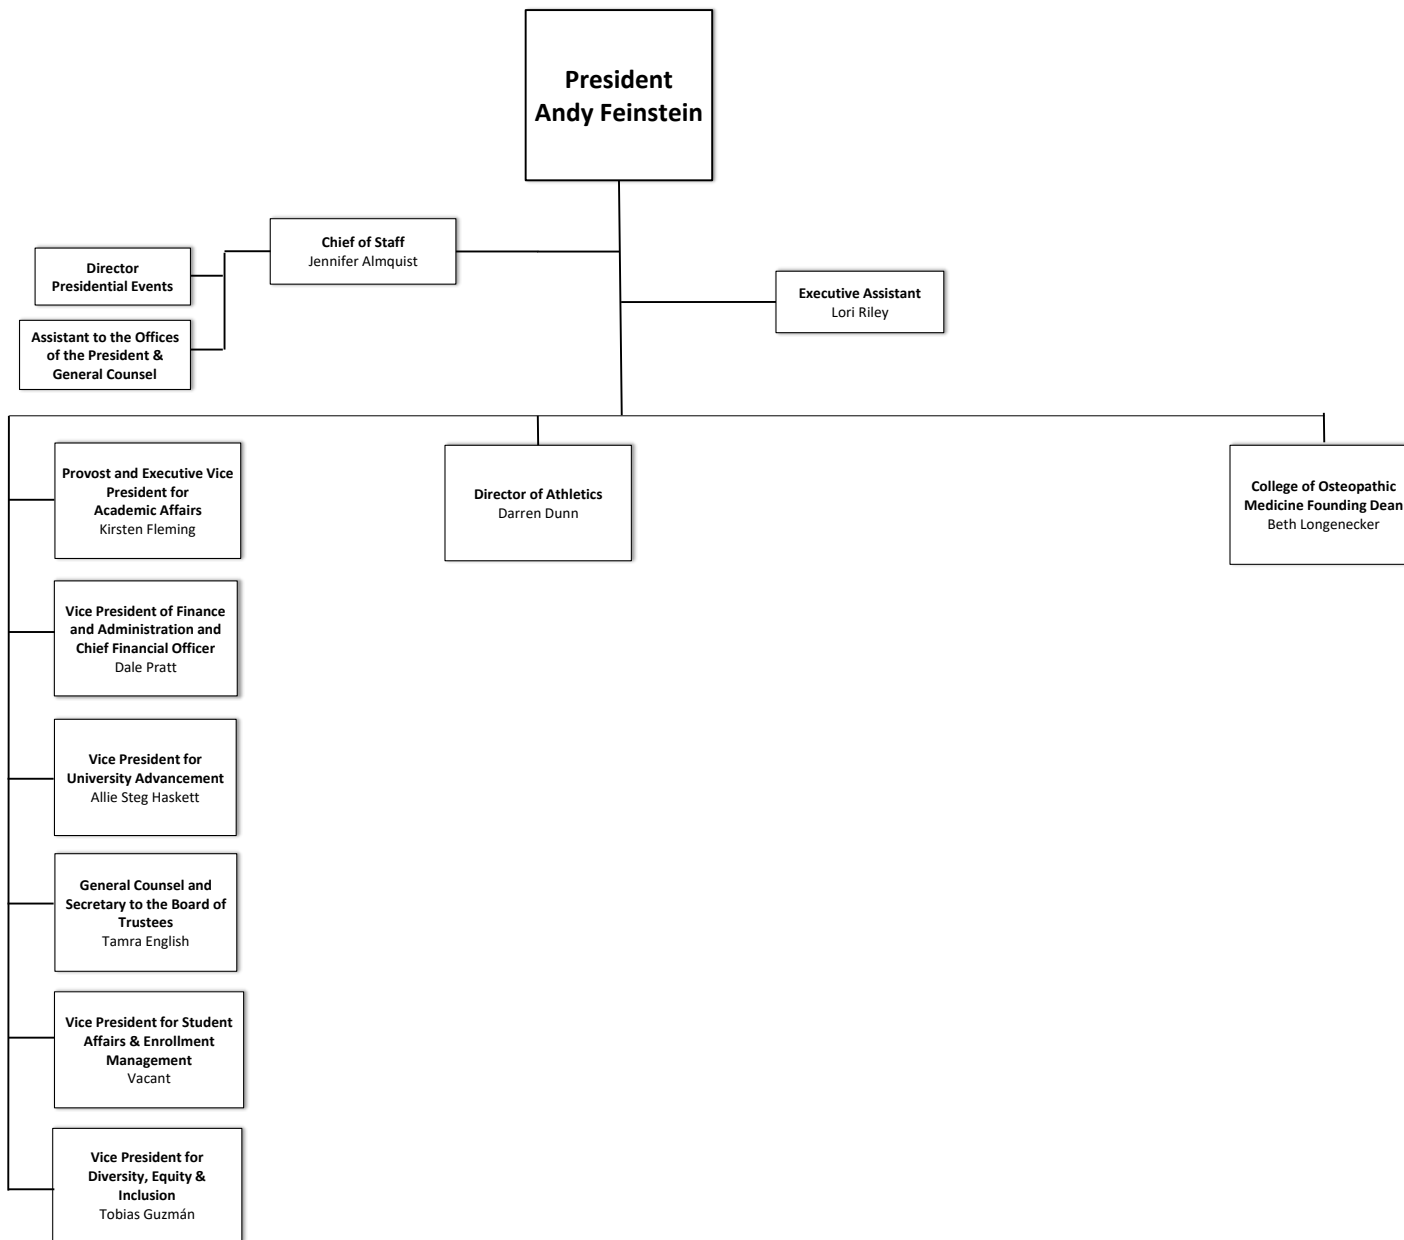 President
Andy Feinstein
Chief of Staff
Jennifer Almquist
Director
Presidential Events
Executive Assistant
Lori Riley
Assistant to the Offices
of the President &
General Counsel
Provost and Executive Vice
President for
Academic Affairs
Kirsten Fleming
Director of Athletics
Darren Dunn
College of Osteopathic
Medicine Founding Dean
Beth Longenecker
Vice President of Finance
and Administration and
Chief Financial Officer
Dale Pratt
Vice President for
University Advancement
Allie Steg Haskett
General Counsel and
Secretary to the Board of
Trustees
Tamra English
Vice President for Student
Affairs & Enrollment
Management
Vacant
Vice President for
Diversity, Equity &
Inclusion
Tobias Guzmán